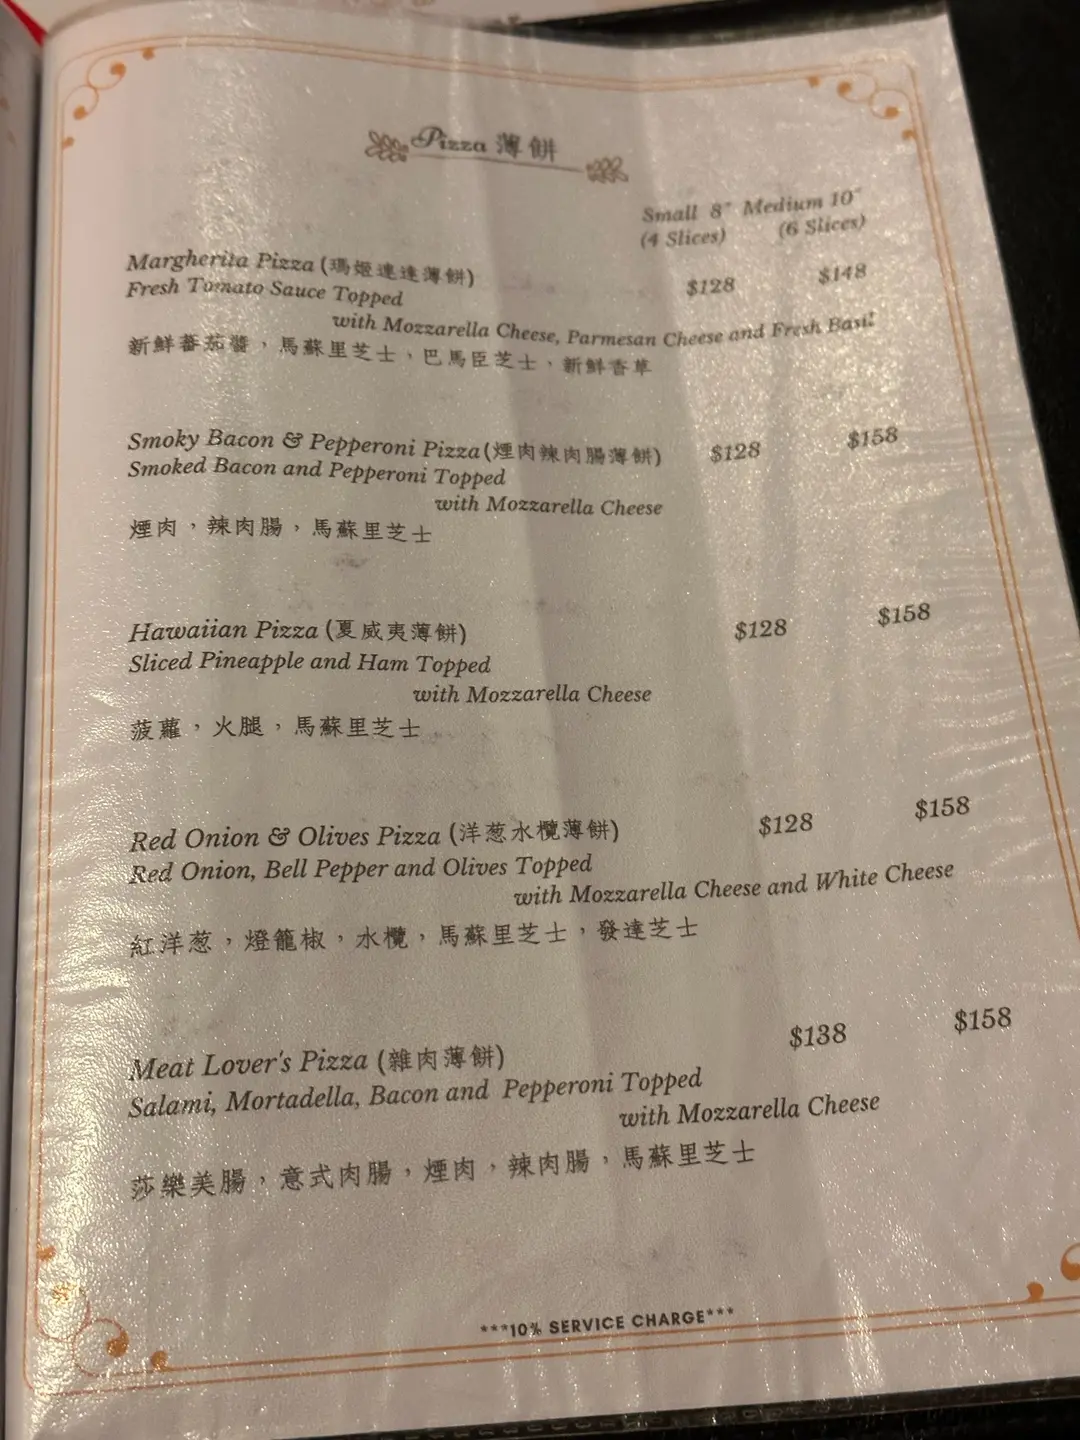 Pizza 薄餅
Small 8" Medium 10"
(4 Slices) (6 Slices)
Margherita Pizza (瑪姬達達薄餅) $128 $148
Fresh Tomato Sauce Topped
with Mozzarella Cheese, Parmesan Cheese and Fresh Basil
新鮮蕃茄醬，馬蘇里芝士，巴馬臣芝士，新鮮香草
Smoky Bacon & Pepperoni Pizza (煙肉辣肉腸薄餅) $128 $158
Smoked Bacon and Pepperoni Topped
with Mozzarella Cheese
煙肉，辣肉腸，馬蘇里芝士
Hawaiian Pizza (夏威夷薄餅) $128 $158
Sliced Pineapple and Ham Topped
with Mozzarella Cheese
菠蘿，火腿，馬蘇里芝士
Red Onion & Olives Pizza (洋葱水欖薄餅) $128 $158
Red Onion, Bell Pepper and Olives Topped
with Mozzarella Cheese and White Cheese
紅洋葱，燈籠椒，水欖，馬蘇里芝士，發達芝士
Meat Lover's Pizza (雜肉薄餅) $138 $158
Salami, Mortadella, Bacon and Pepperoni Topped
with Mozzarella Cheese
莎樂美腸，意式肉腸，煙肉，辣肉腸，馬蘇里芝士
***10% SERVICE CHARGE***